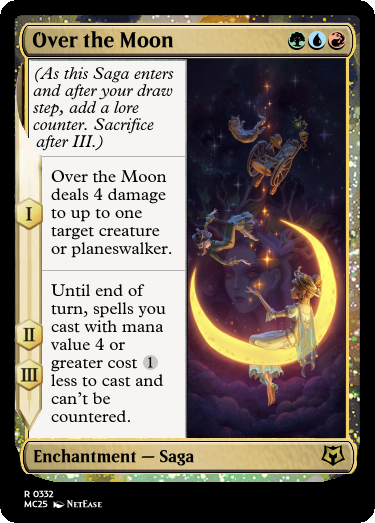 Over the Moon
(As this Saga enters
and after your draw
step, add a lore
counter. Sacrifice
after III.)
I
Over the Moon
deals 4 damage
to up to one
target creature
or planeswalker.
II
III
Until end of
turn, spells you
cast with mana
value 4 or
greater cost 1
less to cast and
can't be
countered.
Enchantment — Saga
R 0332
MC25 NetEase